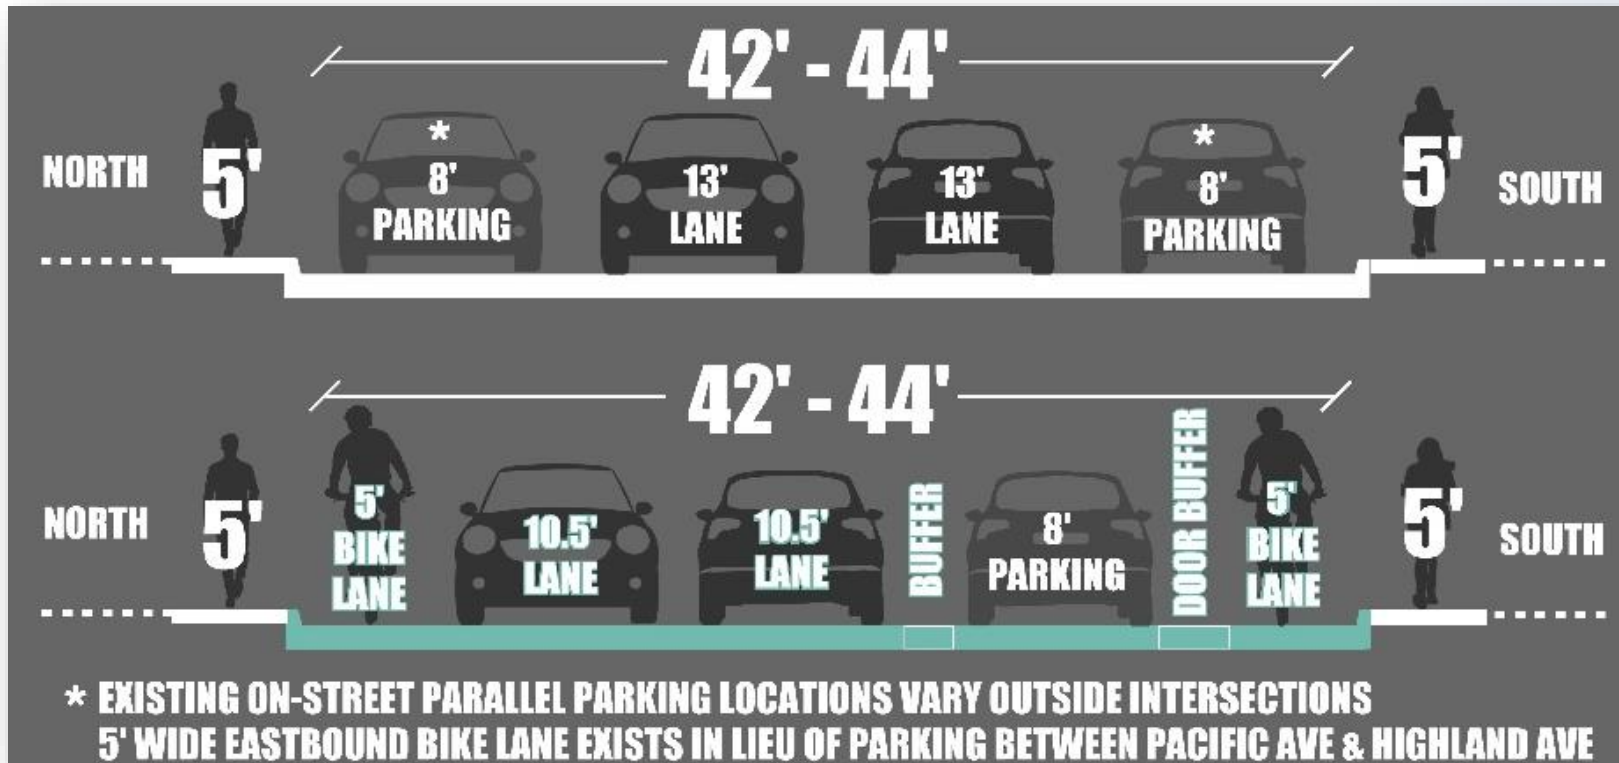 42' - 44'
NORTH
5'
*
8'
PARKING
13'
LANE
13'
LANE
*
8'
PARKING
5'
SOUTH
42' - 44'
NORTH
5'
5'
BIKE
LANE
10.5'
LANE
10.5'
LANE
BUFFER
8'
PARKING
DOOR BUFFER
5'
BIKE
LANE
5'
SOUTH
* EXISTING ON-STREET PARALLEL PARKING LOCATIONS VARY OUTSIDE INTERSECTIONS
5' WIDE EASTBOUND BIKE LANE EXISTS IN LIEU OF PARKING BETWEEN PACIFIC AVE & HIGHLAND AVE